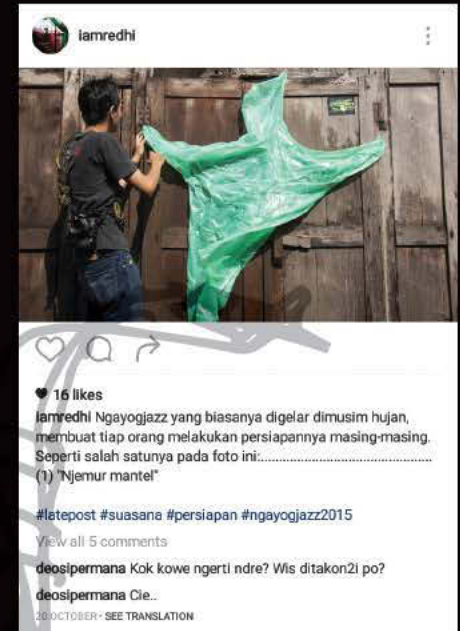 iamredhi
16 likes
iamredhi Ngayogjazz yang biasanya digelar dimusim hujan,
membuat tiap orang melakukan persiapannya masing-masing.
Seperti salah satunya pada foto ini:................................................
(1) "Njemur mantel"
#latepost #suasana #persiapan #ngayogjazz2015
View all 5 comments
deosipermana Kok kowe ngerti ndre? Wis ditakon2i po?
deosipermana Cie..
OCTOBER • SEE TRANSLATION